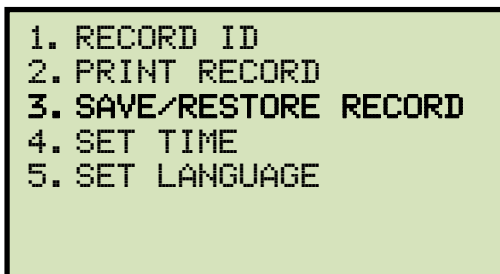 1. RECORD ID
2. PRINT RECORD
3. SAVE/RESTORE RECORD
4. SET TIME
5. SET LANGUAGE